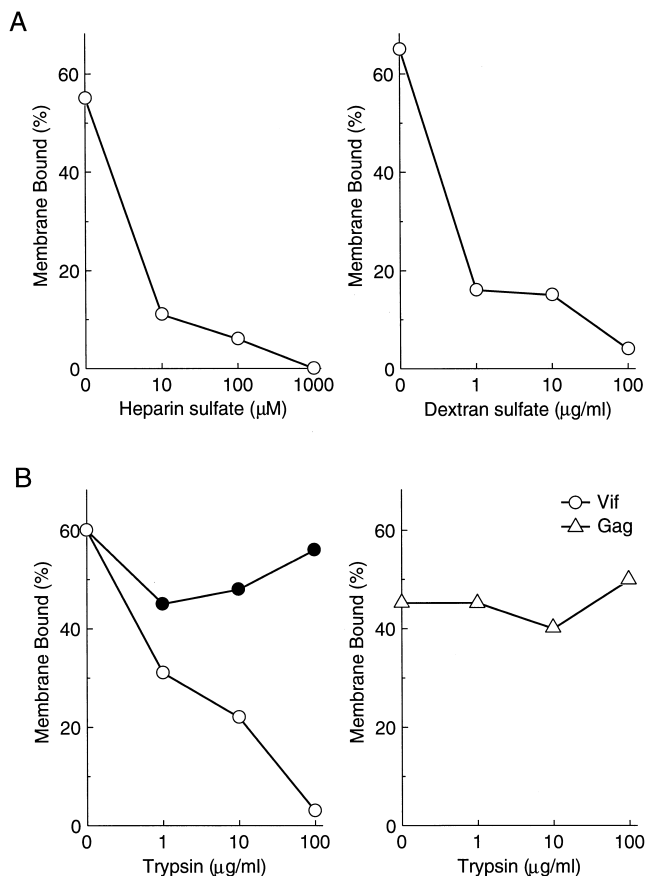 A
Membrane Bound (%)
60
40
20
0
0 10 100 1000
Heparin sulfate (µM)
Membrane Bound (%)
60
40
20
0
0 1 10 100
Dextran sulfate (µg/ml)
B
Membrane Bound (%)
60
40
20
0
0 1 10 100
Trypsin (µg/ml)
Vif
Gag
Membrane Bound (%)
60
40
20
0
0 1 10 100
Trypsin (µg/ml)